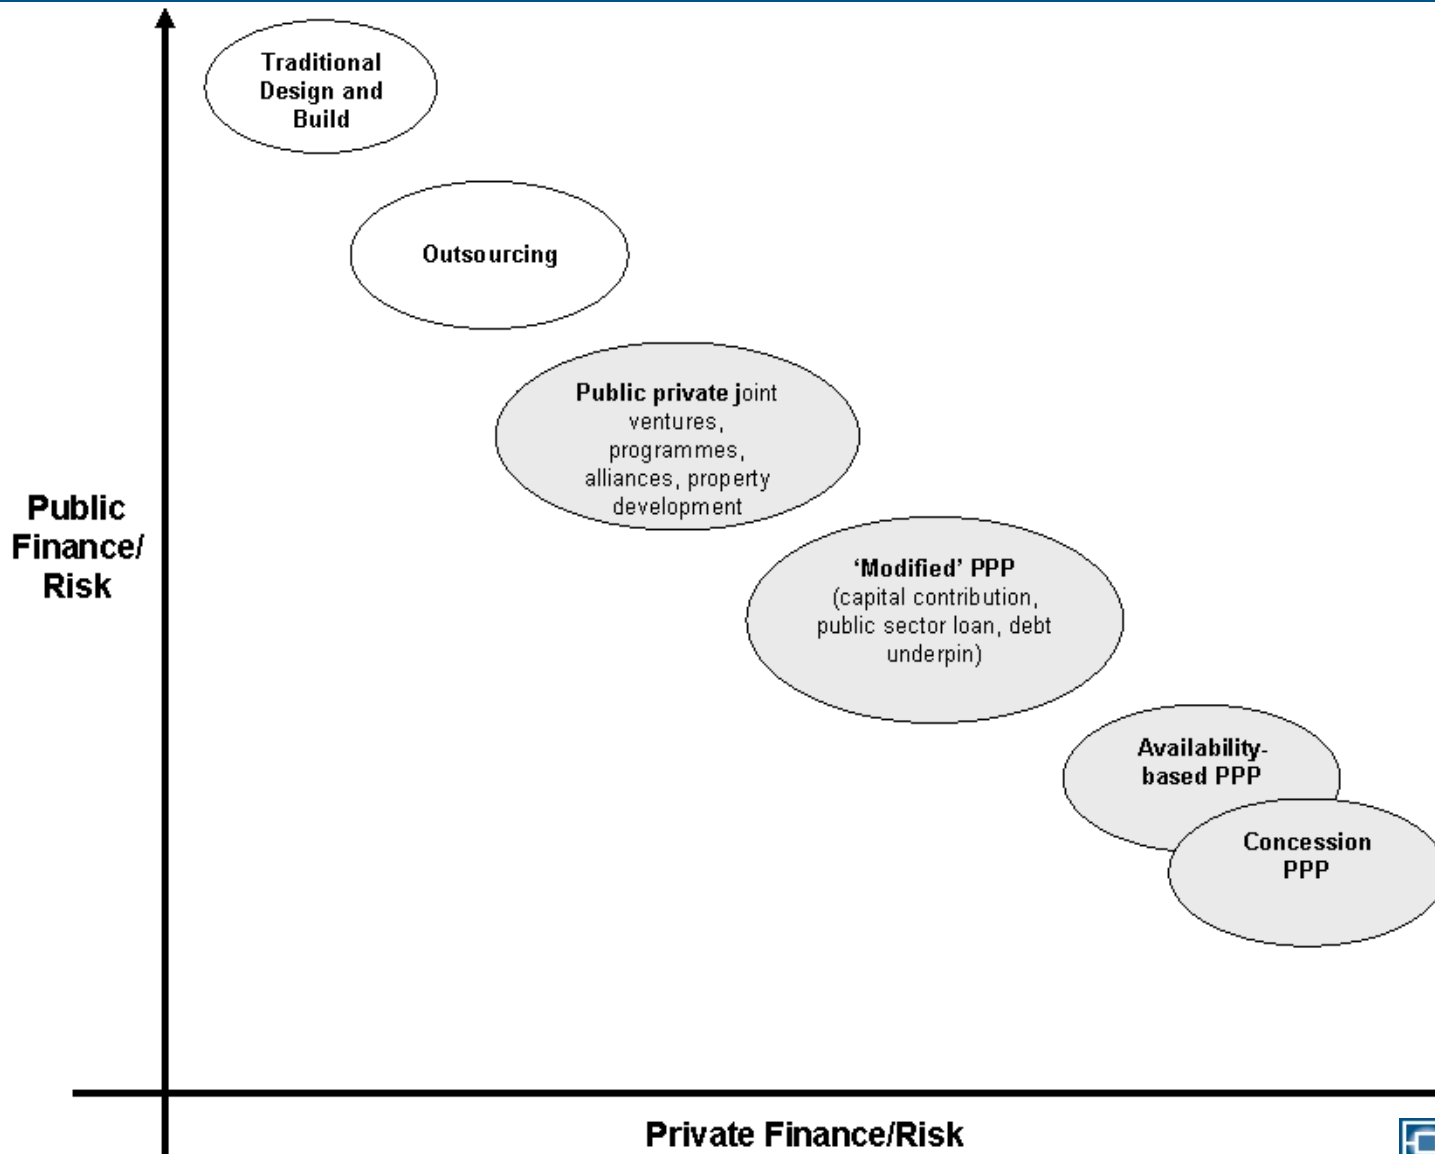 Traditional
Design and
Build
Outsourcing
Public private joint
ventures,
programmes,
alliances, property
development
Public
Finance/
Risk
‘Modified’ PPP
(capital contribution,
public sector loan, debt
underpin)
Availability-
based PPP
Concession
PPP
Private Finance/Risk